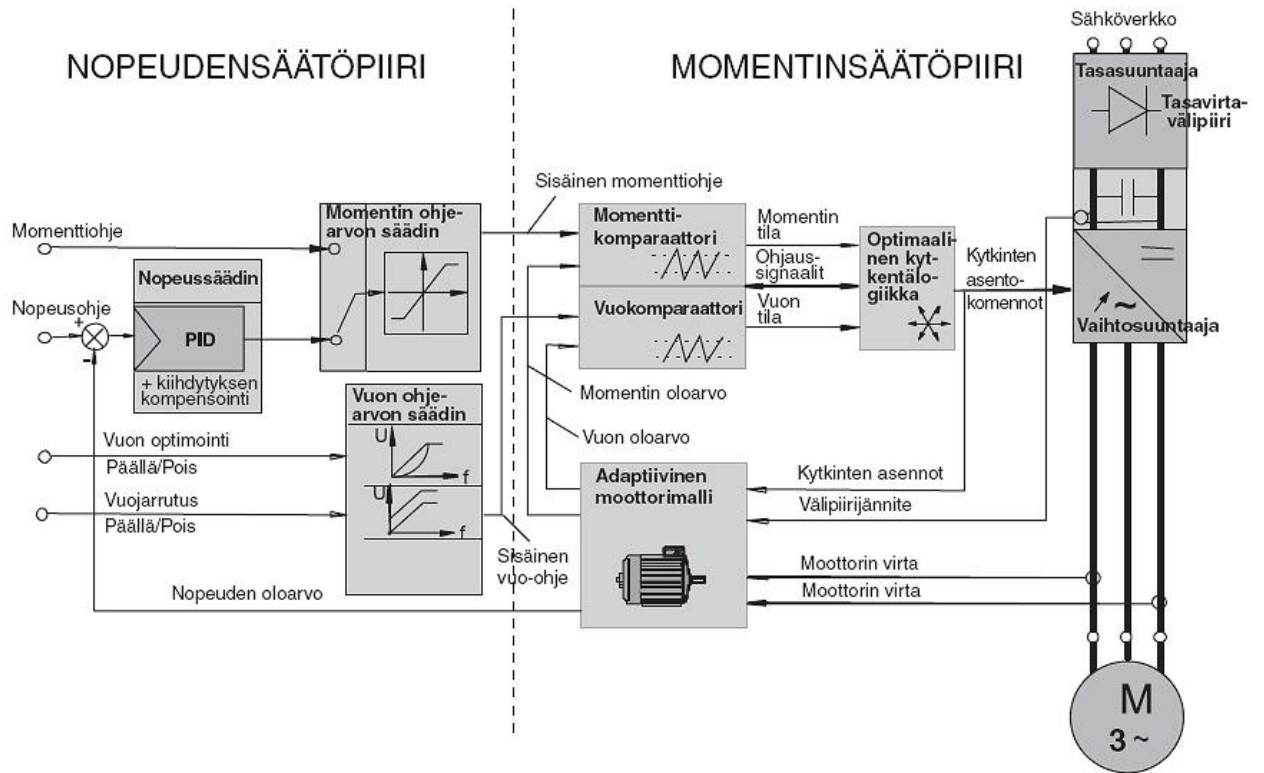 NOPEUDENSÄÄTÖPIIRI
MOMENTINSÄÄTÖPIIRI
Sähköverkko
Tasasuuntaaja
Tasavirta-
välipiiri
Momenttiohje
Nopeusohje
+
-
Nopeussäädin
PID
+ kiihdytyksen
kompensointi
Momentin ohje-
arvon säädin
Sisäinen momenttiohje
Momentti-
komparaattori
Vuokomparaattori
Momentin
tila
Ohjaus-
signaalit
Vuon
tila
Optimaali-
nen kyt-
kentälo-
giikka
Kytkinten
asento-
komennot
~
Vaihtosuuntaaja
Vuon optimointi
Päällä/Pois
Vuojarrutus
Päällä/Pois
Vuon ohje-
arvon säädin
U
f
U
f
Sisäinen
vuo-ohje
Momentin oloarvo
Vuon oloarvo
Adaptiivinen
moottorimalli
Kytkinten asennot
Välipiirijännite
Moottorin virta
Moottorin virta
Nopeuden oloarvo
M
3 ~